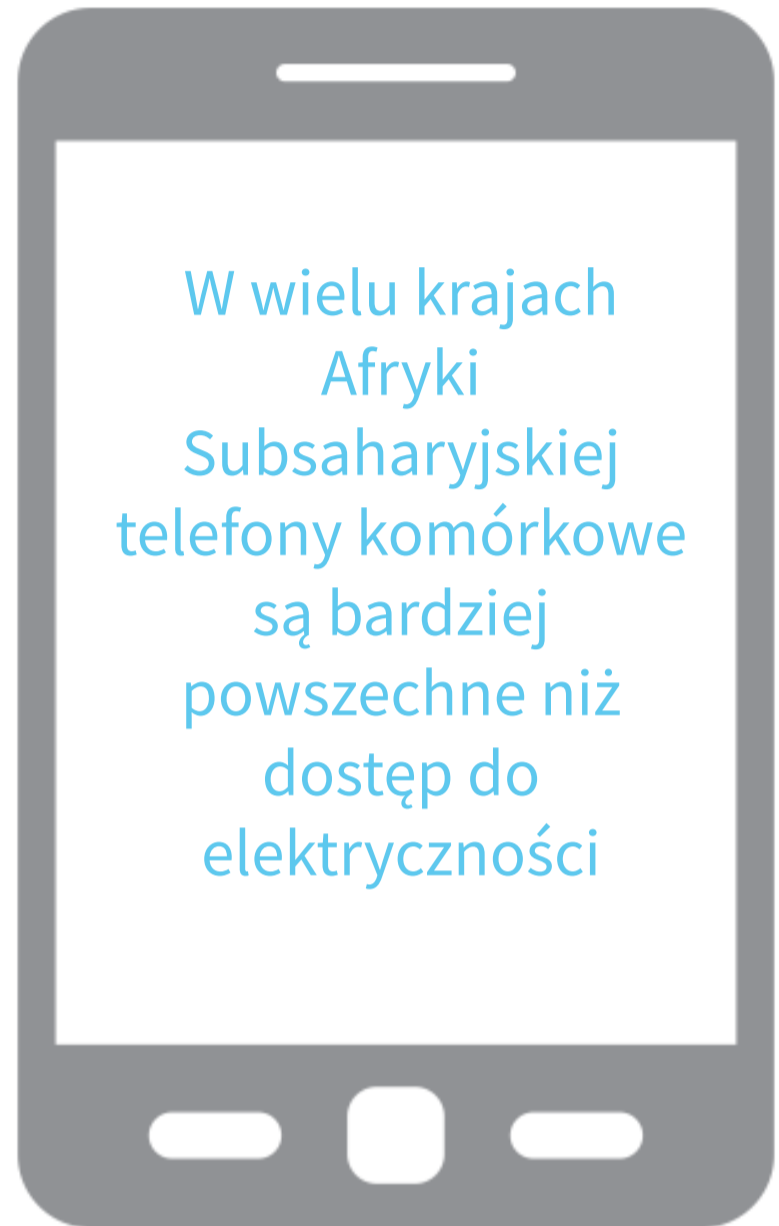 W wielu krajach
Afryki
Subsaharyjskiej
telefony komórkowe
są bardziej
powszechne niż
dostęp do
elektryczności